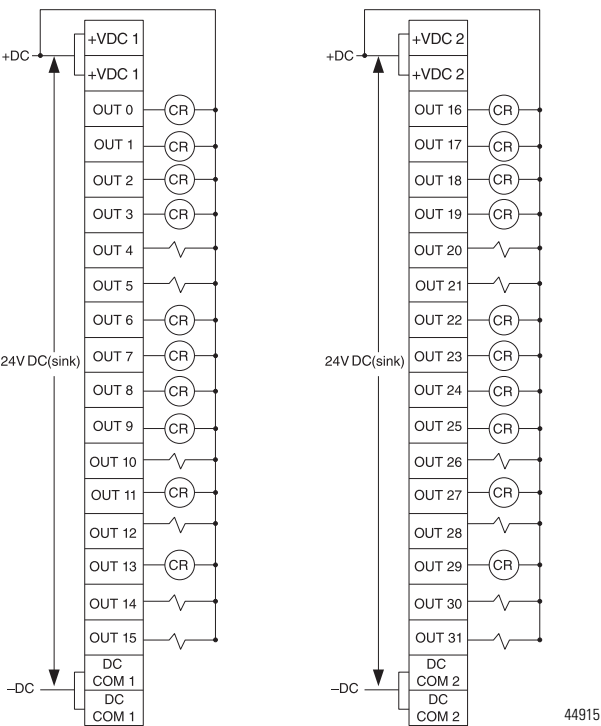 +VDC 1
+DC
+VDC 1
OUT 0 CR
OUT 1 CR
OUT 2 CR
OUT 3 CR
OUT 4
OUT 5
OUT 6 CR
OUT 7 CR
24V DC(sink)
OUT 8 CR
OUT 9 CR
OUT 10
OUT 11 CR
OUT 12
OUT 13 CR
OUT 14
OUT 15
DC
COM 1
–DC
DC
COM 1
+VDC 2
+DC
+VDC 2
OUT 16 CR
OUT 17 CR
OUT 18 CR
OUT 19 CR
OUT 20
OUT 21
OUT 22 CR
OUT 23 CR
24V DC(sink)
OUT 24 CR
OUT 25 CR
OUT 26
OUT 27 CR
OUT 28
OUT 29 CR
OUT 30
OUT 31
DC
COM 2
–DC
DC
COM 2
44915